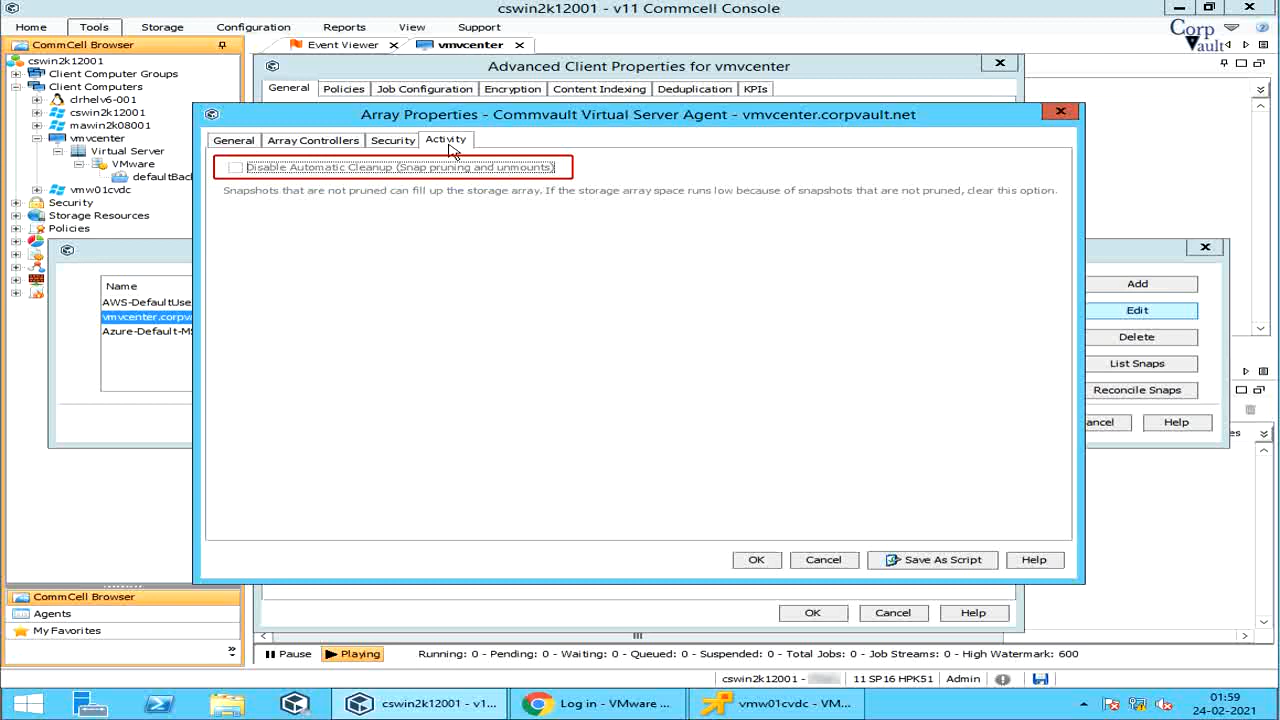 cswin2k12001 - v11 Commcell Console
Home Tools Storage Configuration Reports View Support
Corp Vault
CommCell Browser
Event Viewer
vmvcenter
cswin2k12001
Client Computer Groups
Client Computers
clrhelv6-001
cswin2k12001
mawin2k08001
vmvcenter
Virtual Server
VMware
defaultBac
vmw01cvdc
Security
Storage Resources
Policies
Advanced Client Properties for vmvcenter
General Policies Job Configuration Encryption Content Indexing Deduplication KPIs
Array Properties - Commvault Virtual Server Agent - vmvcenter.corpvault.net
General Array Controllers Security Activity
Disable Automatic Cleanup (Snap pruning and unmounts)
Snapshots that are not pruned can fill up the storage array. If the storage array space runs low because of snapshots that are not pruned, clear this option.
Name
AWS-DefaultUse
vmvcenter.corpva
Azure-Default-MS
Add
Edit
Delete
List Snaps
Reconcile Snaps
ancel Help
es
OK Cancel Save As Script Help
OK Cancel Help
CommCell Browser
Agents
My Favorites
Pause Playing Running: 0 - Pending: 0 - Waiting: 0 - Queued: 0 - Suspended: 0 - Total Jobs: 0 - Job Streams: 0 - High Watermark: 600
cswin2k12001 - 11 SP16 HPK51 Admin
cswin2k12001 - v1... Log in - VMware ... vmw01cvdc - VM...
01:59
24-02-2021